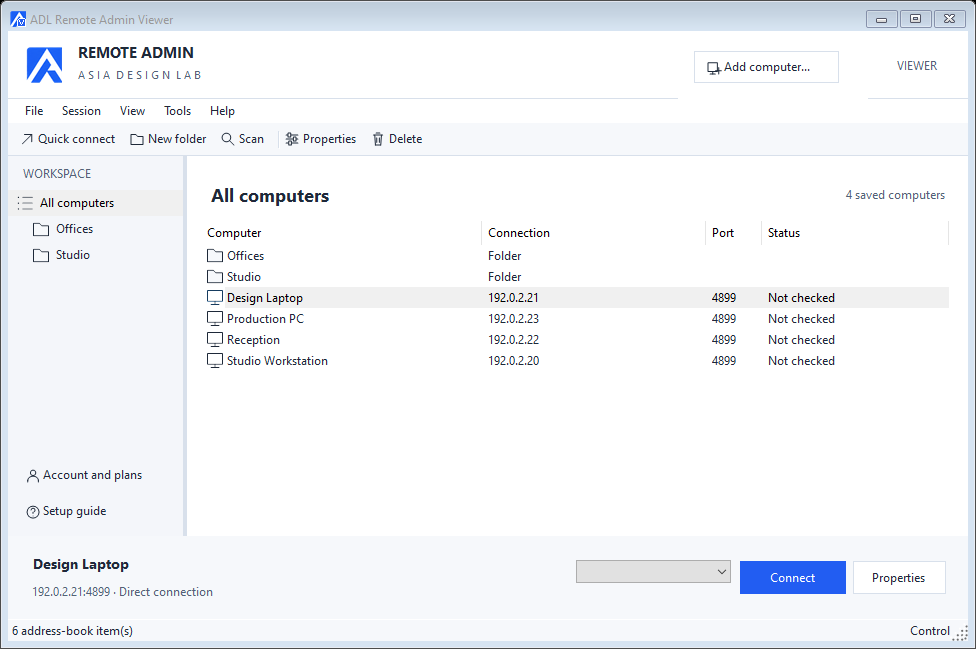 ADL Remote Admin Viewer
REMOTE ADMIN
ASIA DESIGN LAB
Add computer...
VIEWER
File Session View Tools Help
Quick connect New folder Scan Properties Delete
WORKSPACE
All computers
Offices
Studio
Account and plans
Setup guide
All computers
4 saved computers
Computer Connection Port Status
Offices Folder
Studio Folder
Design Laptop 192.0.2.21 4899 Not checked
Production PC 192.0.2.23 4899 Not checked
Reception 192.0.2.22 4899 Not checked
Studio Workstation 192.0.2.20 4899 Not checked
Design Laptop
192.0.2.21:4899 · Direct connection
Connect
Properties
6 address-book item(s)
Control